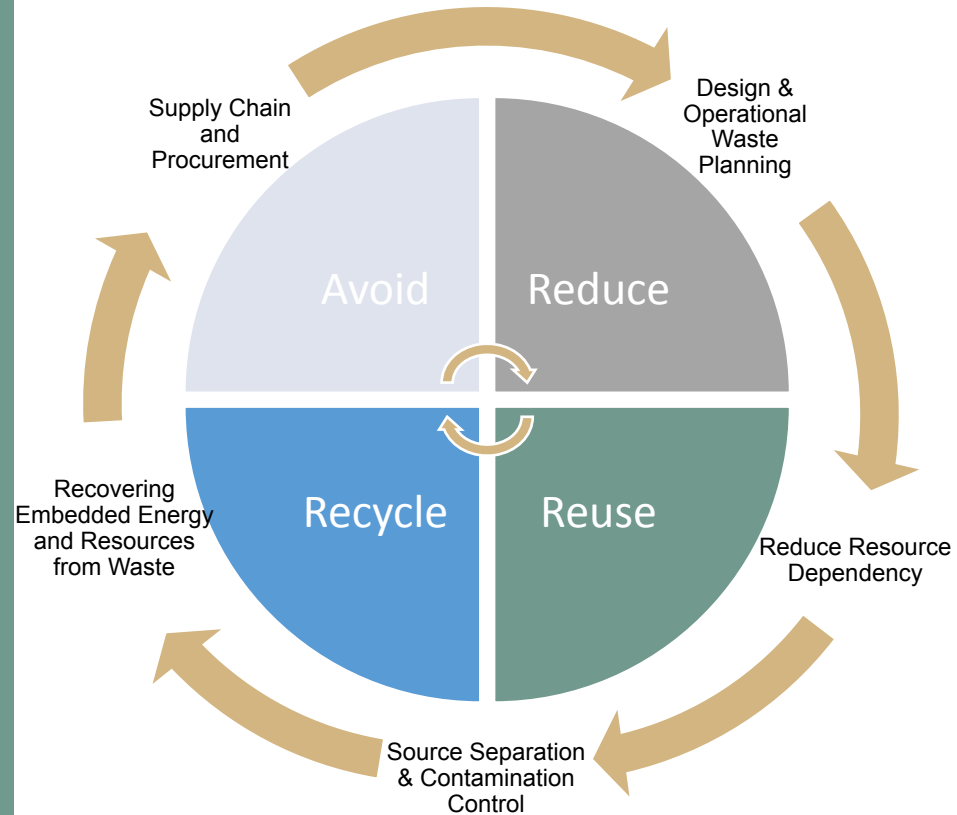 Supply Chain
and
Procurement
Design &
Operational
Waste
Planning
Avoid
Reduce
Recycle
Reuse
Recovering
Embedded Energy
and Resources
from Waste
Reduce Resource
Dependency
Source Separation
& Contamination
Control